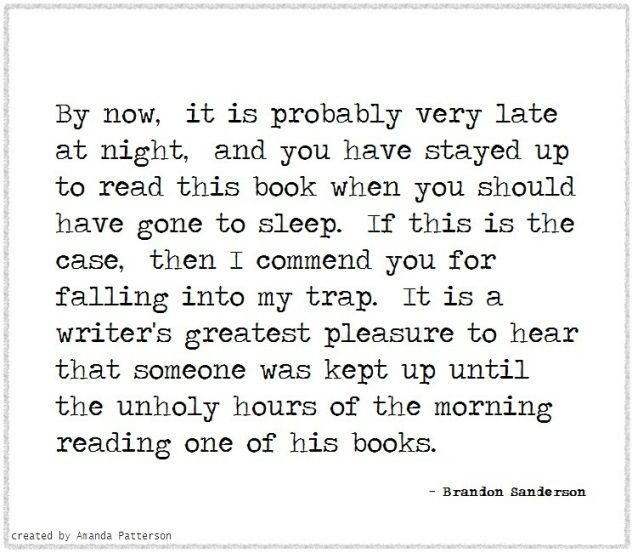 By now, it is probably very late
at night, and you have stayed up
to read this book when you should
have gone to sleep. If this is the
case, then I commend you for
falling into my trap. It is a
writer's greatest pleasure to hear
that someone was kept up until
the unholy hours of the morning
reading one of his books.
- Brandon Sanderson
created by Amanda Patterson